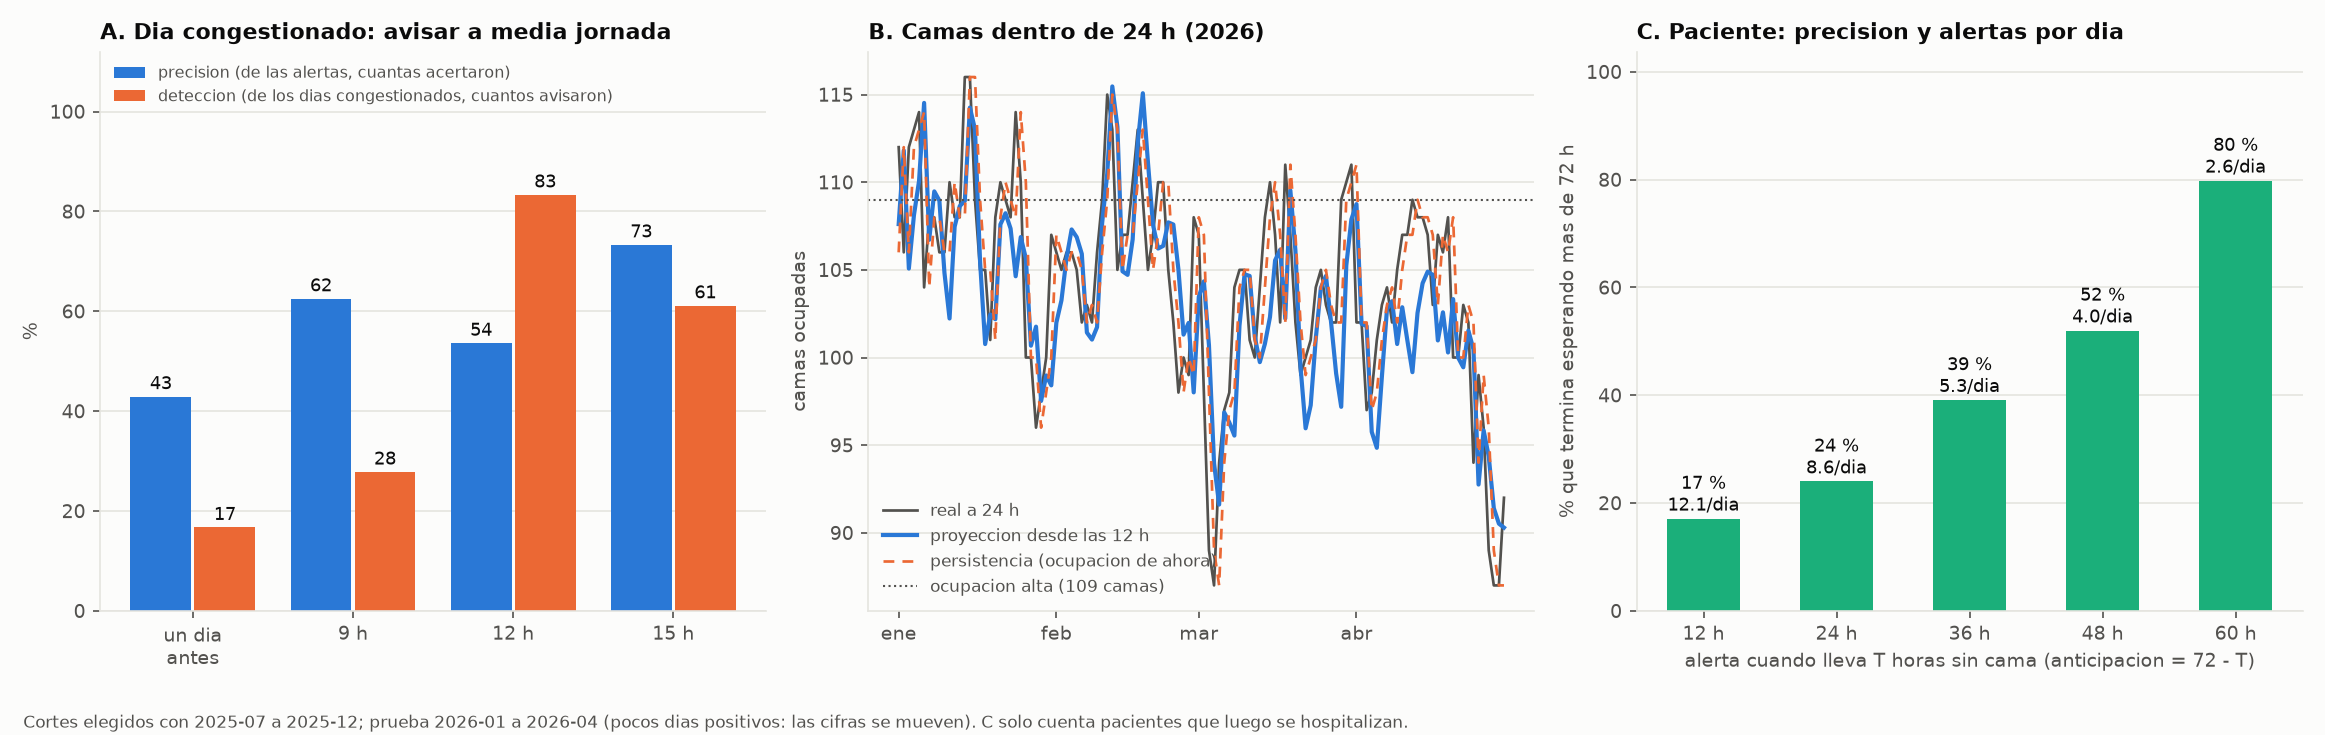 A. Dia congestionado: avisar a media jornada
precision (de las alertas, cuantas acertaron)
deteccion (de los dias congestionados, cuantos avisaron)
%
100
80
60
40
20
0
43
17
62
28
54
83
73
61
un dia
antes
9 h
12 h
15 h
B. Camas dentro de 24 h (2026)
camas ocupadas
115
110
105
100
95
90
real a 24 h
proyeccion desde las 12 h
persistencia (ocupacion de ahora)
ocupacion alta (109 camas)
ene
feb
mar
abr
C. Paciente: precision y alertas por dia
% que termina esperando mas de 72 h
100
80
60
40
20
0
17 %
12.1/dia
24 %
8.6/dia
39 %
5.3/dia
52 %
4.0/dia
80 %
2.6/dia
12 h
24 h
36 h
48 h
60 h
alerta cuando lleva T horas sin cama (anticipacion = 72 - T)
Cortes elegidos con 2025-07 a 2025-12; prueba 2026-01 a 2026-04 (pocos dias positivos: las cifras se mueven). C solo cuenta pacientes que luego se hospitalizan.